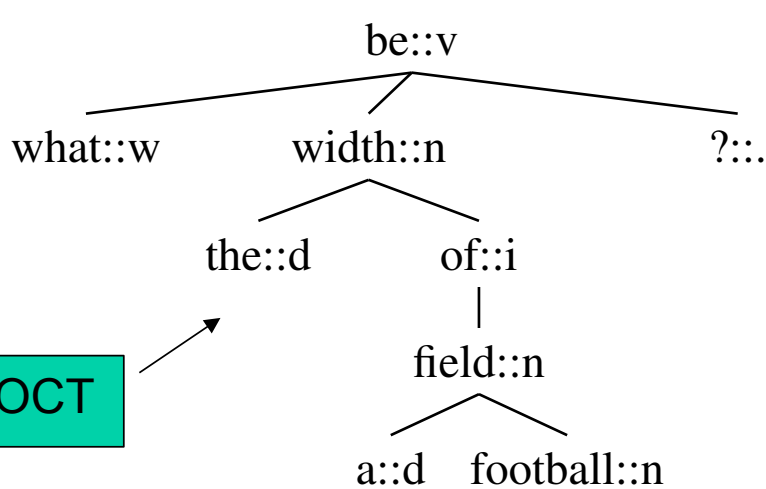 be::v
what::w width::n ?::.
the::d of::i
field::n
OCT
a::d football::n